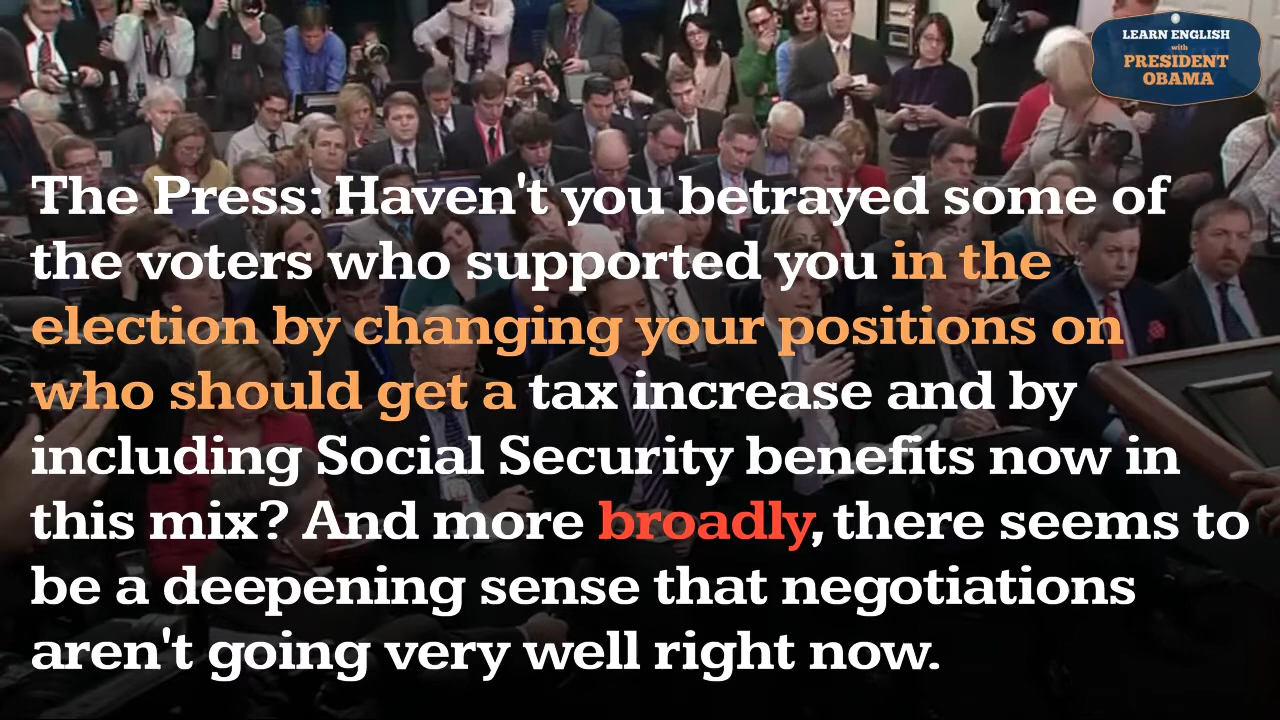 LEARN ENGLISH
with
PRESIDENT
OBAMA
The Press: Haven't you betrayed some of
the voters who supported you in the
election by changing your positions on
who should get a tax increase and by
including Social Security benefits now in
this mix? And more broadly, there seems to
be a deepening sense that negotiations
aren't going very well right now.